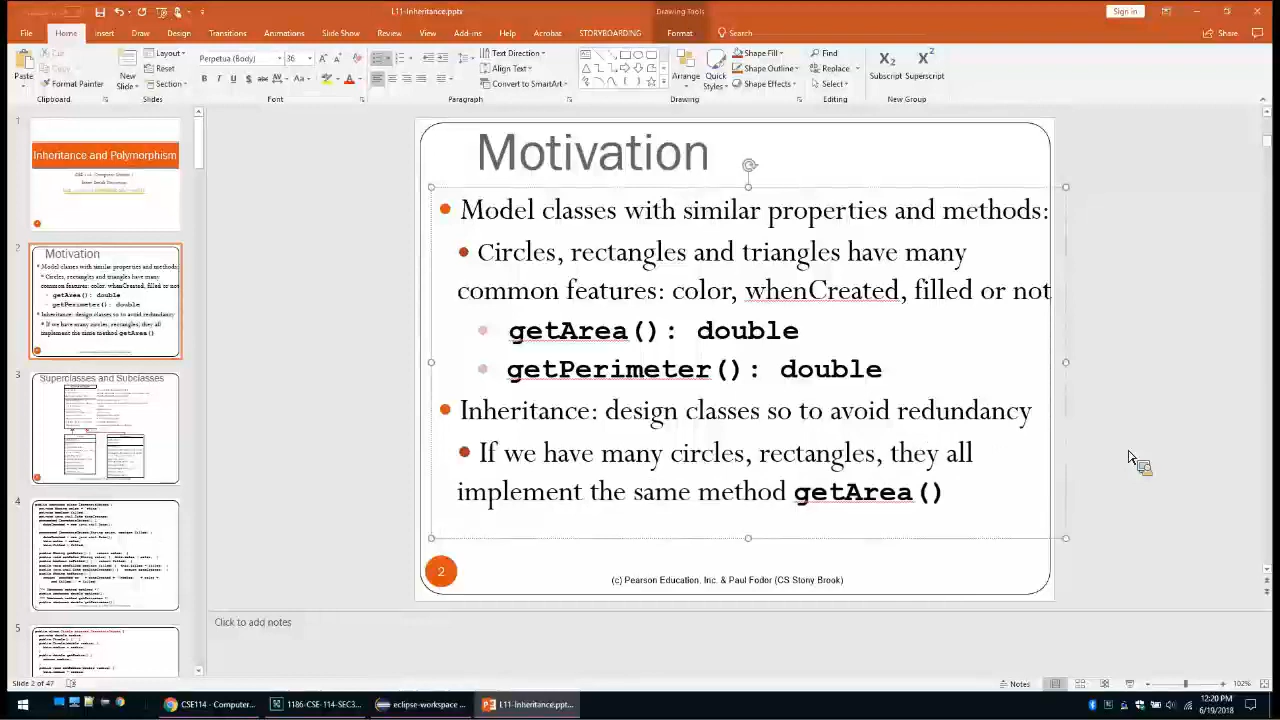 L11-Inheritance.pptx
Drawing Tools
Sign in
File
Home
Insert
Draw
Design
Transitions
Animations
Slide Show
Review
View
Add-ins
Help
Acrobat
STORYBOARDING
Format
Search
Share
Paste
Cut
Copy
Format Painter
Clipboard
New
Slide
Layout
Reset
Section
Slides
Perpetua (Body)
36
Font
Text Direction
Align Text
Convert to SmartArt
Paragraph
Arrange
Quick
Styles
Shape Fill
Shape Outline
Shape Effects
Drawing
Find
Replace
Select
Editing
Subscript
Superscript
New Group
1
Inheritance and Polymorphism
2
Motivation
Model classes with similar properties and methods:
Circles, rectangles and triangles have many
common features: color, whenCreated, filled or not
getArea(): double
getPerimeter(): double
Inheritance: design classes so to avoid redundancy
If we have many circles, rectangles, they all
implement the same method getArea()
3
Superclasses and Subclasses
4
5
Motivation
Model classes with similar properties and methods:
Circles, rectangles and triangles have many
common features: color, whenCreated, filled or not
getArea(): double
getPerimeter(): double
Inheritance: design classes so to avoid redundancy
If we have many circles, rectangles, they all
implement the same method getArea()
2
(c) Pearson Education, Inc. & Paul Fodor (CS Stony Brook)
Click to add notes
Slide 2 of 47
Notes
102%
CSE114 - Computer...
1186-CSE-114-SEC3...
eclipse-workspace ...
L11-Inheritance.ppt...
12:20 PM
6/19/2018